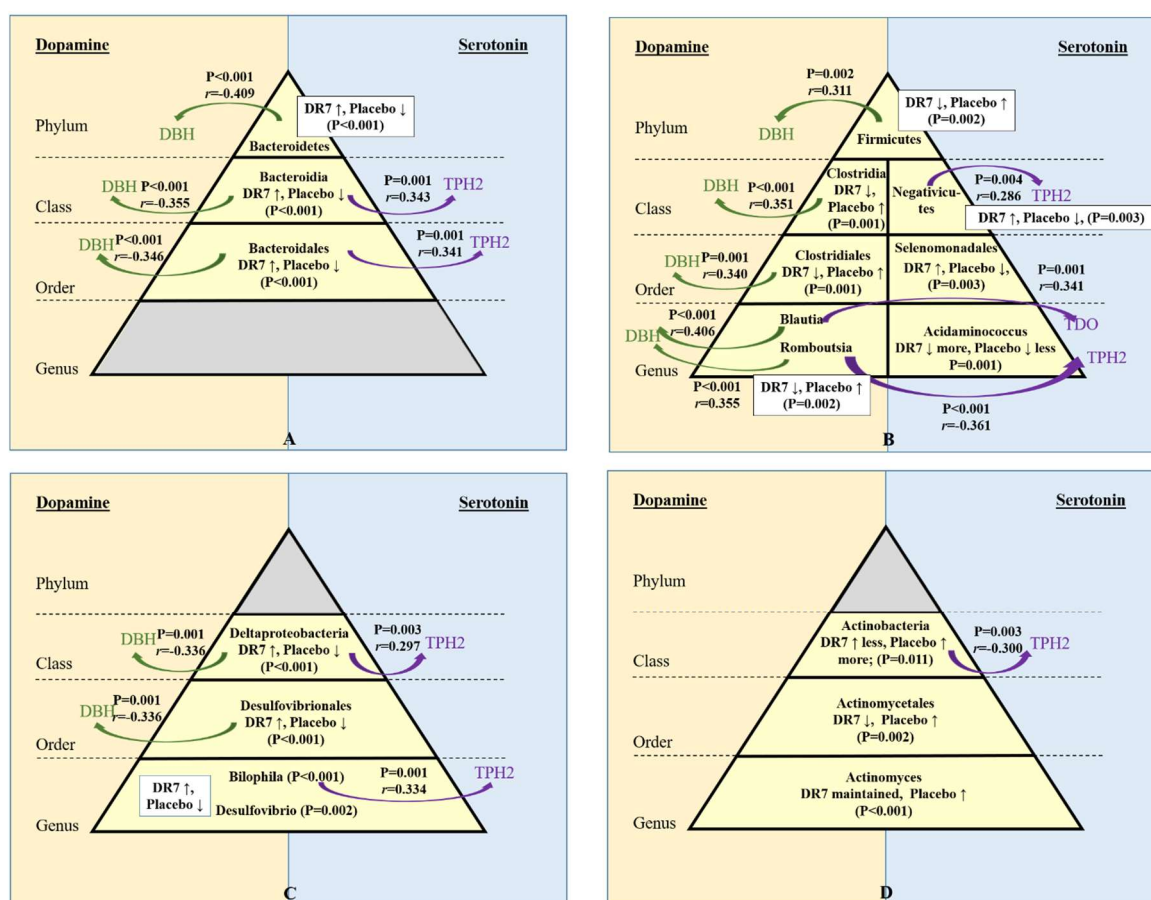 Dopamine
Serotonin
P<0.001
r=-0.409
DR7 ↑, Placebo ↓
(P<0.001)
DBH
Phylum
Bacteroidetes
Bacteroidia
DR7 ↑, Placebo ↓
(P<0.001)
DBH
P<0.001
r=-0.355
P=0.001
r=0.343
TPH2
Class
Bacteroidales
DR7 ↑, Placebo ↓
(P<0.001)
DBH
P<0.001
r=-0.346
P=0.001
r=0.341
TPH2
Order
Genus
A
Dopamine
Serotonin
P=0.002
r=0.311
DR7 ↓, Placebo ↑
(P=0.002)
DBH
Phylum
Firmicutes
Clostridia
DR7 ↓,
Placebo ↑
(P=0.001)
Negativicu-
tes
DBH
P<0.001
r=0.351
P=0.004
r=0.286
TPH2
DR7 ↑, Placebo ↓, (P=0.003)
Class
Clostridiales
DR7 ↓, Placebo ↑
(P=0.001)
Selenomonadales
DR7 ↑, Placebo ↓,
(P=0.003)
DBH
P=0.001
r=0.340
P=0.001
r=0.341
Order
P<0.001
r=0.406
Blautia
TDO
DBH
Romboutsia
Acidaminococcus
DR7 ↓ more, Placebo ↓ less
P=0.001)
TPH2
Genus
P<0.001
r=0.355
DR7 ↓, Placebo ↑
(P=0.002)
P<0.001
r=-0.361
B
Dopamine
Serotonin
Phylum
Deltaproteobacteria
DR7 ↑, Placebo ↓
(P<0.001)
DBH
P=0.001
r=-0.336
P=0.003
r=0.297
TPH2
Class
Desulfovibrionales
DR7 ↑, Placebo ↓
(P<0.001)
DBH
P=0.001
r=-0.336
Order
DR7 ↑,
Placebo ↓
Bilophila (P<0.001)
P=0.001
r=0.334
TPH2
Desulfovibrio (P=0.002)
Genus
C
Dopamine
Serotonin
Phylum
Actinobacteria
DR7 ↑ less, Placebo ↑
more; (P=0.011)
P=0.003
r=-0.300
TPH2
Class
Actinomycetales
DR7 ↓, Placebo ↑
(P=0.002)
Order
Actinomyces
DR7 maintained, Placebo ↑
(P<0.001)
Genus
D